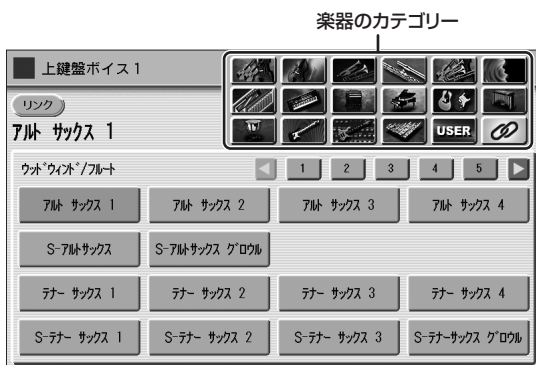 楽器のカテゴリー
上鍵盤ボイス1
リンク
USER
アルト サックス 1
ウッドウィンド/フルート
1 2 3 4 5
アルト サックス 1 アルト サックス 2 アルト サックス 3 アルト サックス 4
S-アルトサックス S-アルトサックス グロウル
テナー サックス 1 テナー サックス 2 テナー サックス 3 テナー サックス 4
S-テナー サックス 1 S-テナー サックス 2 S-テナー サックス 3 S-テナーサックス グロウル